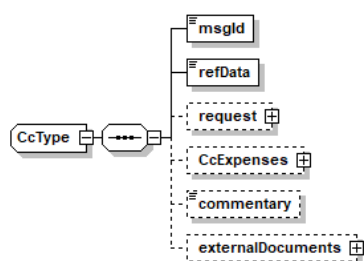 msgId
refData
request
CcType
CcExpenses
commentary
externalDocuments